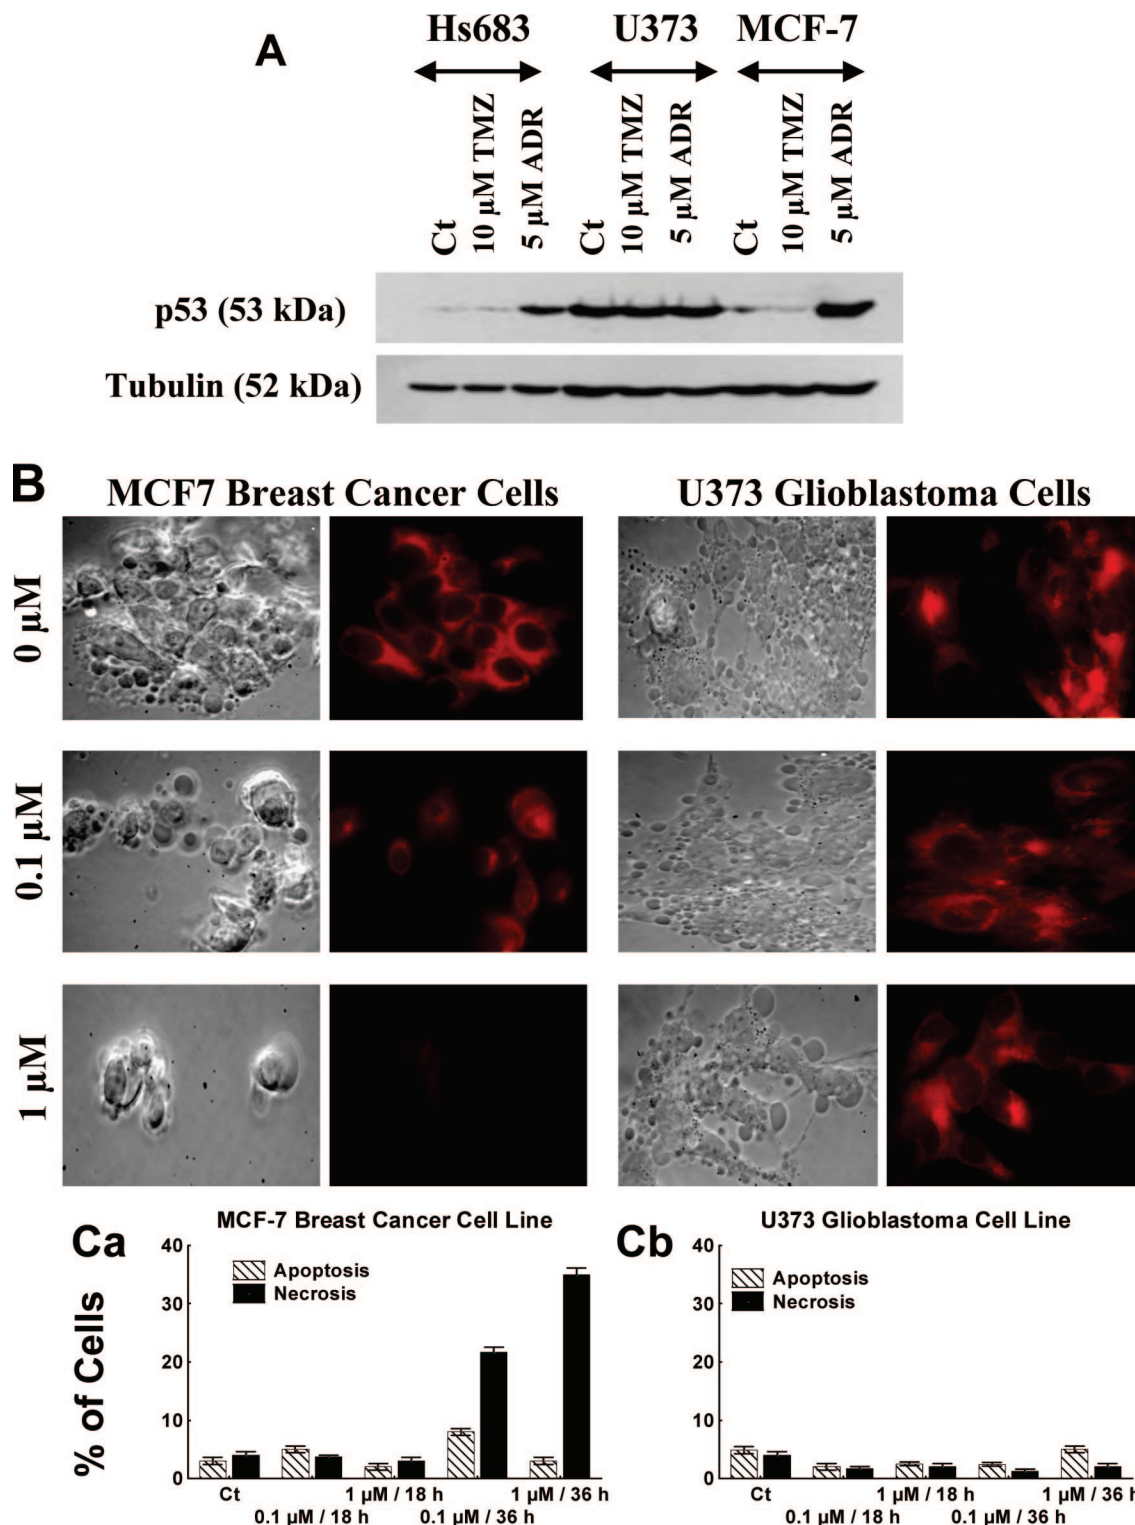 A
Hs683 U373 MCF-7
Ct 10 µM TMZ 5 µM ADR Ct 10 µM TMZ 5 µM ADR Ct 10 µM TMZ 5 µM ADR
p53 (53 kDa)
Tubulin (52 kDa)
B
MCF7 Breast Cancer Cells U373 Glioblastoma Cells
0 µM
0.1 µM
1 µM
Ca
MCF-7 Breast Cancer Cell Line
% of Cells
40
30
20
10
0
Apoptosis
Necrosis
Ct 1 µM / 18 h 1 µM / 36 h
0.1 µM / 18 h 0.1 µM / 36 h
Cb
U373 Glioblastoma Cell Line
40
30
20
10
0
Apoptosis
Necrosis
Ct 1 µM / 18 h 1 µM / 36 h
0.1 µM / 18 h 0.1 µM / 36 h